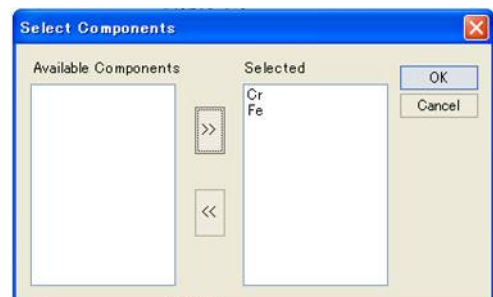 Select Components
Available Components
Selected
OK
Cr
Fe
Cancel
>>
<<